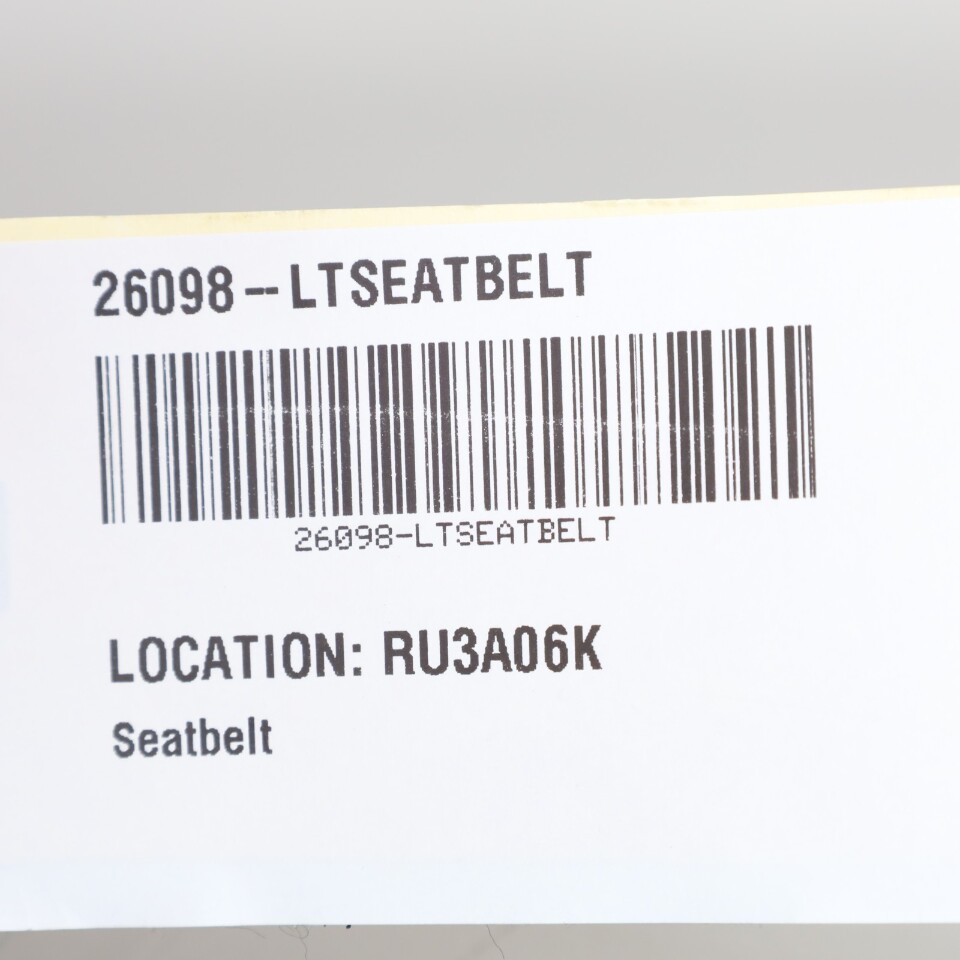 26098--LTSEATBELT
26098-LTSEATBELT
LOCATION: RU3A06K
Seatbelt